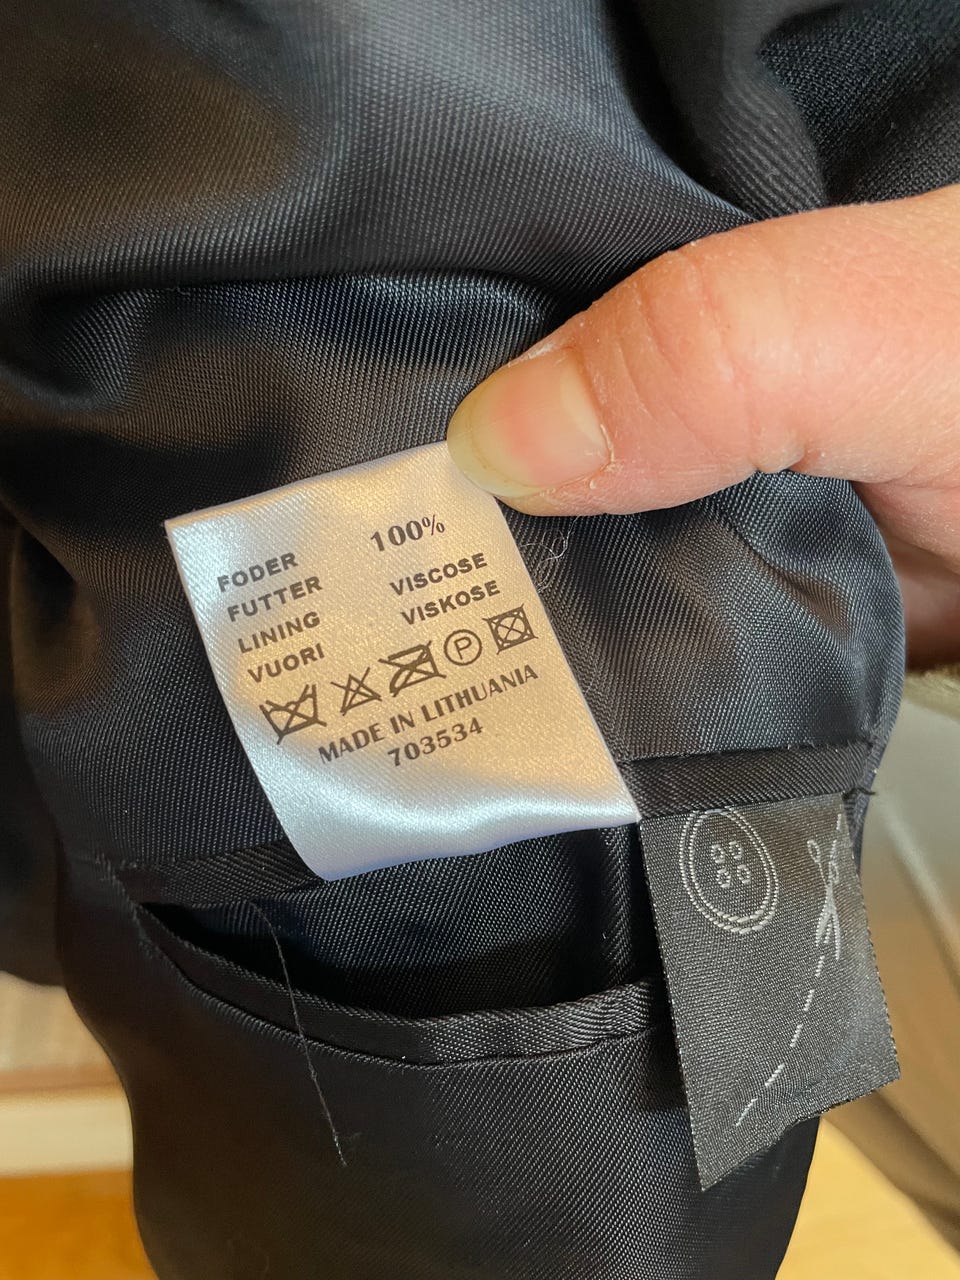 100%
FODER
FUTTER VISCOSE
LINING VISKOSE
VUORI
P
MADE IN LITHUANIA
703534